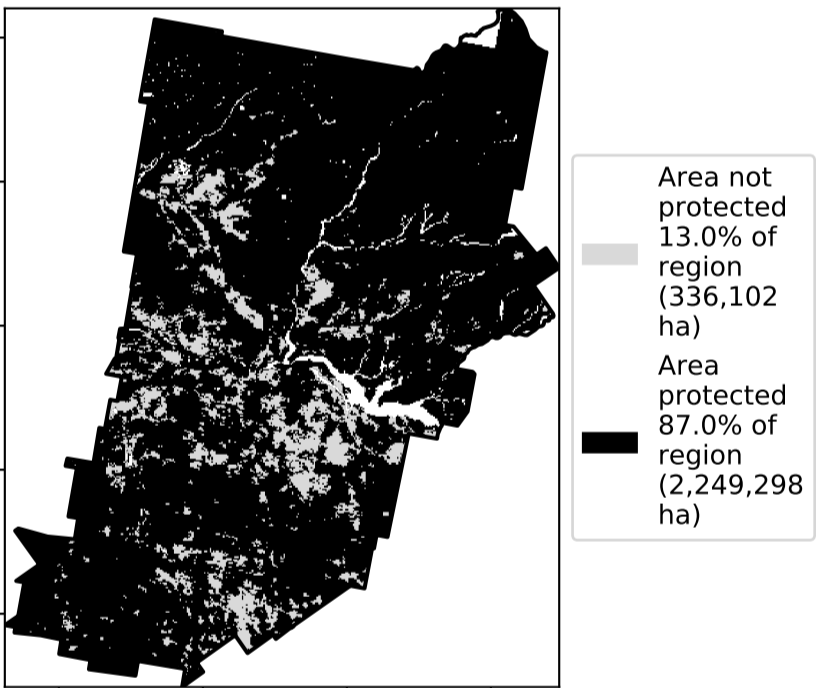 Area not
protected
13.0% of
region
(336,102
ha)
Area
protected
87.0% of
region
(2,249,298
ha)